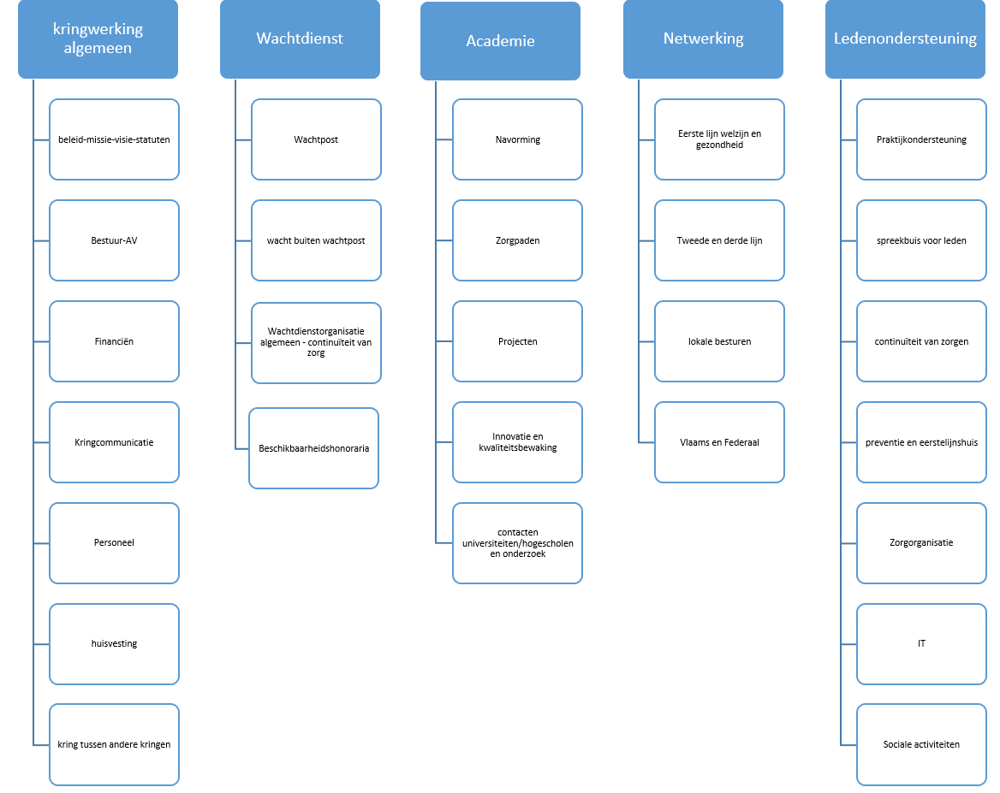 kringwerking
algemeen
beleid-missie-visie-statuten
Bestuur-AV
Financiën
Kringcommunicatie
Personeel
huisvesting
kring tussen andere kringen
Wachtdienst
Wachtpost
wacht buiten wachtpost
Wachtdienstorganisatie
algemeen - continuïteit van
zorg
Beschikbaarheidshonoraria
Academie
Navorming
Zorgpaden
Projecten
Innovatie en
kwaliteitsbewaking
contacten
universiteiten/hogescholen
en onderzoek
Netwerking
Eerste lijn welzijn en
gezondheid
Tweede en derde lijn
lokale besturen
Vlaams en Federaal
Ledenondersteuning
Praktijkondersteuning
spreekbuis voor leden
continuïteit van zorgen
preventie en eerstelijnshuis
Zorgorganisatie
IT
Sociale activiteiten